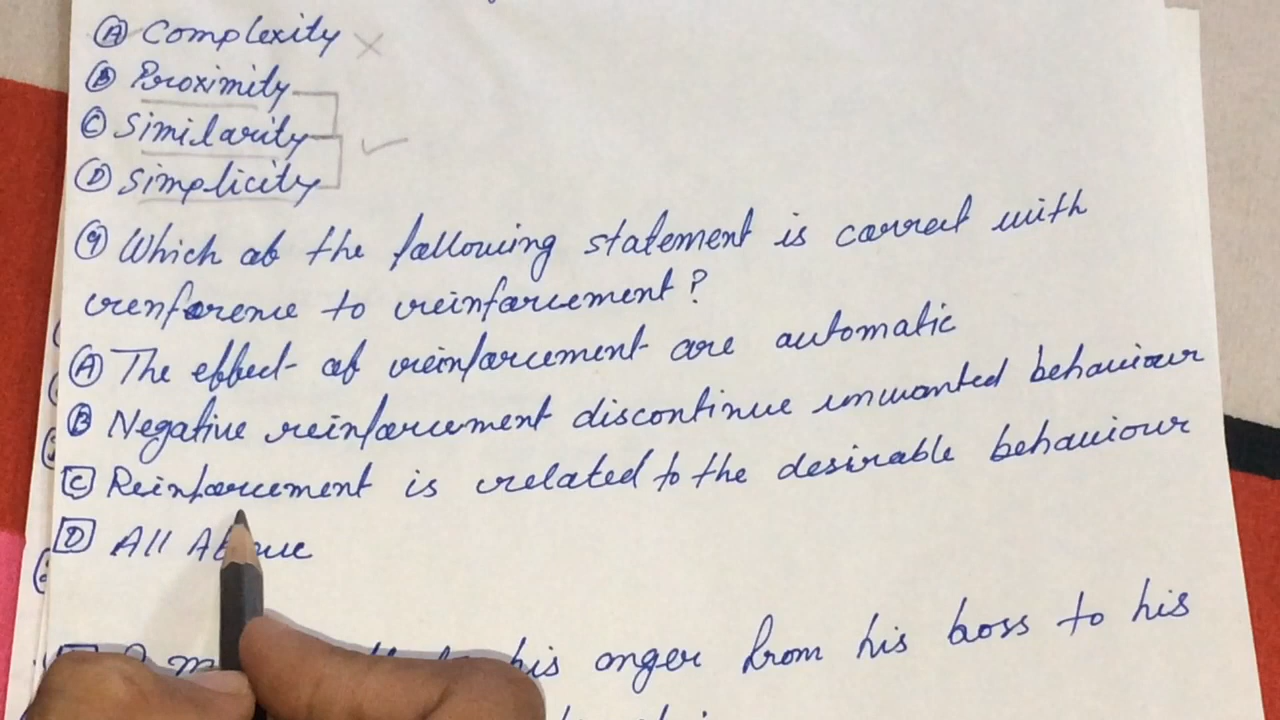 Ⓐ Complexity ×
Ⓑ Proximity
Ⓒ Similarity
Ⓓ Simplicity ✓
⑨ Which of the following statement is correct with
renference to reinforcement?
Ⓐ The effect of reinforcement are automatic
Ⓑ Negative reinforcement discontinue unwanted behaviour
C Reinforcement is related to the desirable behaviour
D All Above
his anger from his boss to his